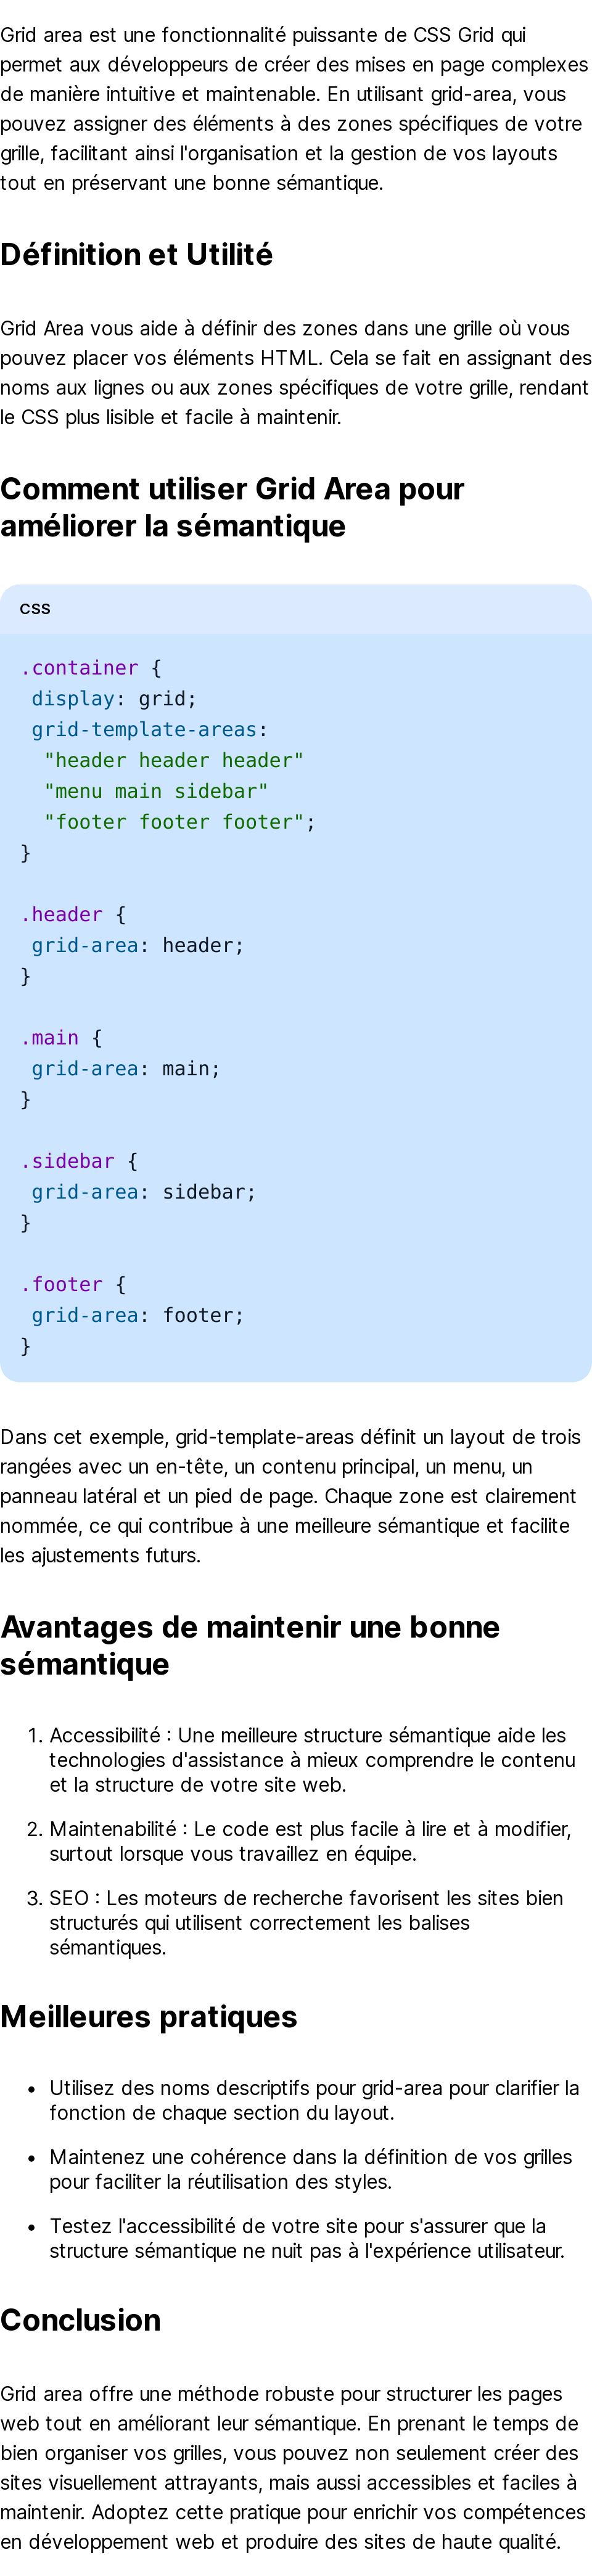 Grid area est une fonctionnalité puissante de CSS Grid qui
permet aux développeurs de créer des mises en page complexes
de manière intuitive et maintenable. En utilisant grid-area, vous
pouvez assigner des éléments à des zones spécifiques de votre
grille, facilitant ainsi l'organisation et la gestion de vos layouts
tout en préservant une bonne sémantique.
Définition et Utilité
Grid Area vous aide à définir des zones dans une grille où vous
pouvez placer vos éléments HTML. Cela se fait en assignant des
noms aux lignes ou aux zones spécifiques de votre grille, rendant
le CSS plus lisible et facile à maintenir.
Comment utiliser Grid Area pour
améliorer la sémantique
css
.container {
 display: grid;
 grid-template-areas:
  "header header header"
  "menu main sidebar"
  "footer footer footer";
}
.header {
 grid-area: header;
}
.main {
 grid-area: main;
}
.sidebar {
 grid-area: sidebar;
}
.footer {
 grid-area: footer;
}
Dans cet exemple, grid-template-areas définit un layout de trois
rangées avec un en-tête, un contenu principal, un menu, un
panneau latéral et un pied de page. Chaque zone est clairement
nommée, ce qui contribue à une meilleure sémantique et facilite
les ajustements futurs.
Avantages de maintenir une bonne
sémantique
1. Accessibilité : Une meilleure structure sémantique aide les
technologies d'assistance à mieux comprendre le contenu
et la structure de votre site web.
2. Maintenabilité : Le code est plus facile à lire et à modifier,
surtout lorsque vous travaillez en équipe.
3. SEO : Les moteurs de recherche favorisent les sites bien
structurés qui utilisent correctement les balises
sémantiques.
Meilleures pratiques
• Utilisez des noms descriptifs pour grid-area pour clarifier la
fonction de chaque section du layout.
• Maintenez une cohérence dans la définition de vos grilles
pour faciliter la réutilisation des styles.
• Testez l'accessibilité de votre site pour s'assurer que la
structure sémantique ne nuit pas à l'expérience utilisateur.
Conclusion
Grid area offre une méthode robuste pour structurer les pages
web tout en améliorant leur sémantique. En prenant le temps de
bien organiser vos grilles, vous pouvez non seulement créer des
sites visuellement attrayants, mais aussi accessibles et faciles à
maintenir. Adoptez cette pratique pour enrichir vos compétences
en développement web et produire des sites de haute qualité.